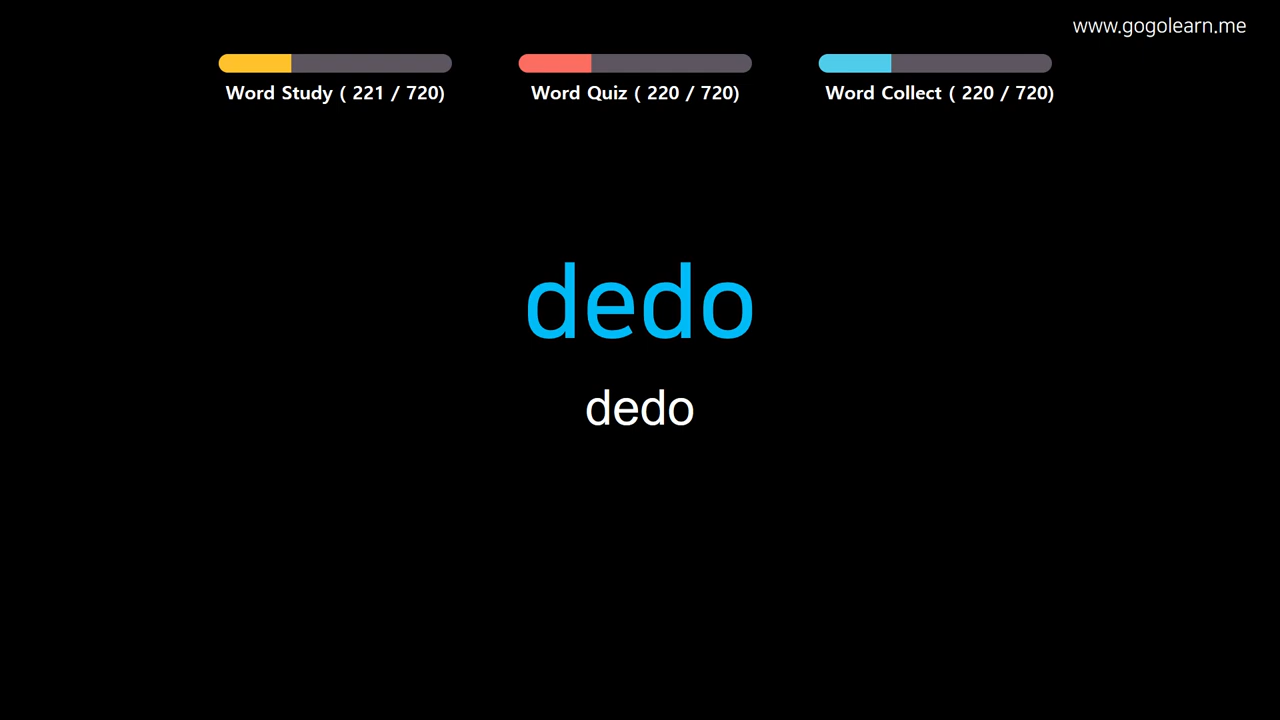 www.gogolearn.me
Word Study ( 221 / 720)
Word Quiz ( 220 / 720)
Word Collect ( 220 / 720)
dedo
dedo